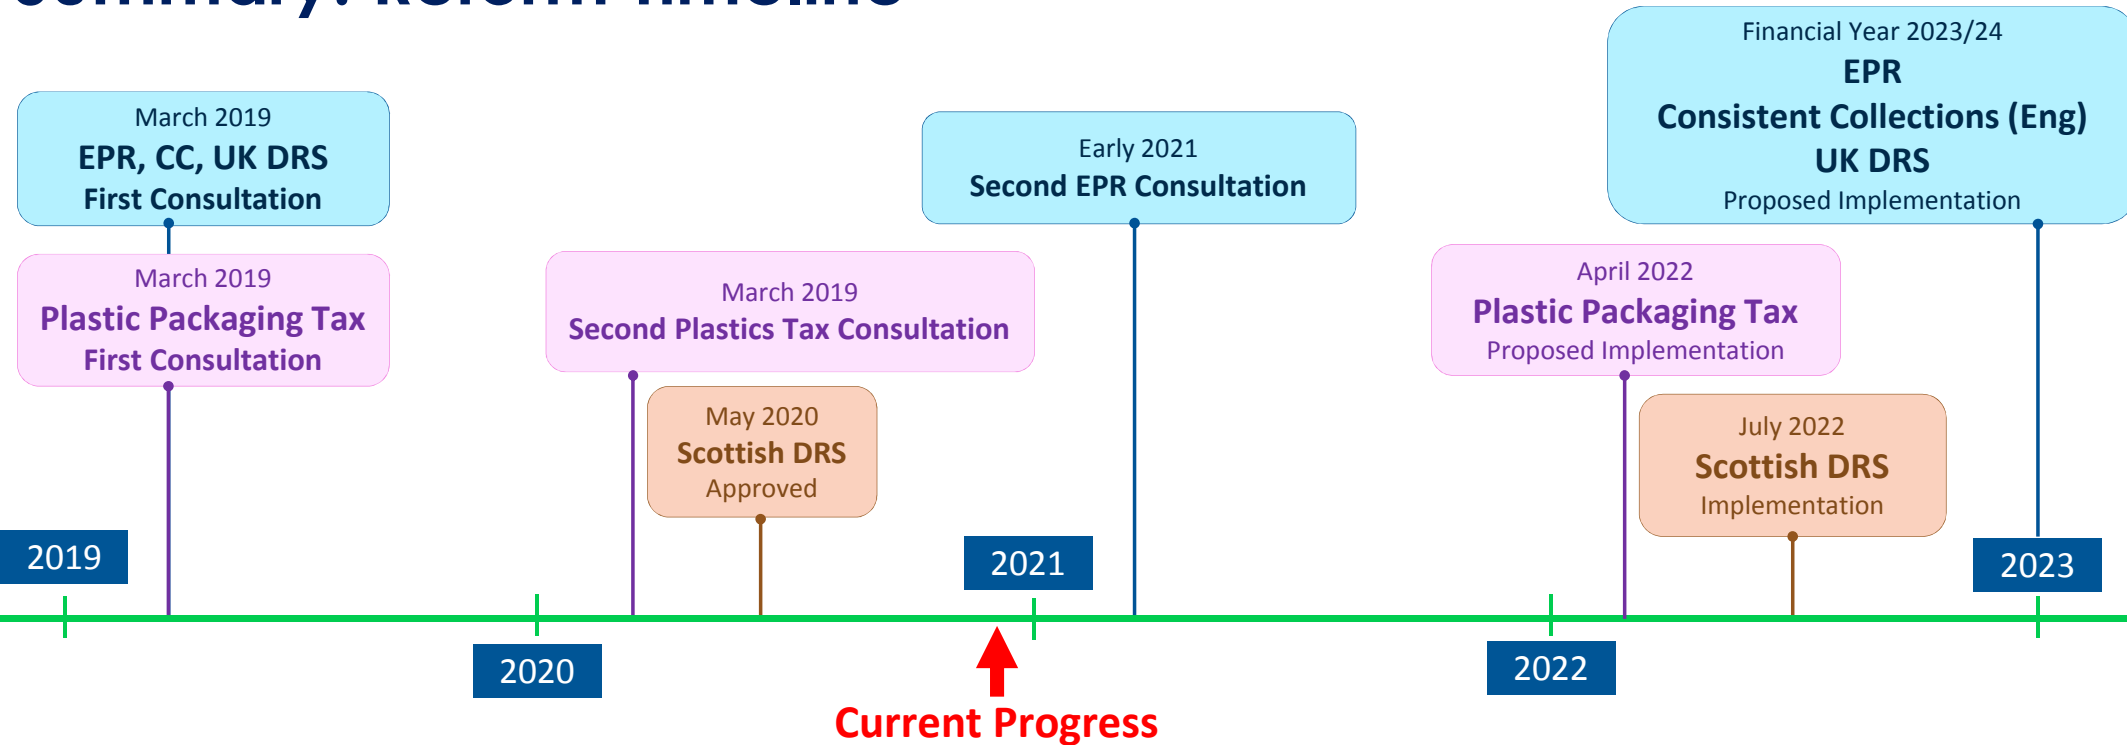 Summary: Reform Timeline
March 2019
EPR, CC, UK DRS
First Consultation
March 2019
Plastic Packaging Tax
First Consultation
March 2019
Second Plastics Tax Consultation
May 2020
Scottish DRS
Approved
Early 2021
Second EPR Consultation
April 2022
Plastic Packaging Tax
Proposed Implementation
July 2022
Scottish DRS
Implementation
Financial Year 2023/24
EPR
Consistent Collections (Eng)
UK DRS
Proposed Implementation
2019
2020
2021
2022
2023
Current Progress